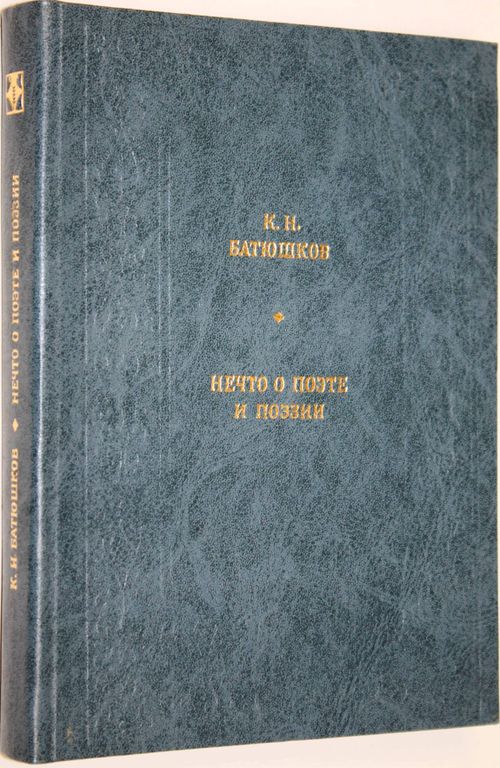 К. Н.
БАТЮШКОВ
НЕЧТО О ПОЭТЕ
И ПОЭЗИИ
К. Н. БАТЮШКОВ ♦ НЕЧТО О ПОЭТЕ И ПОЭЗИИ